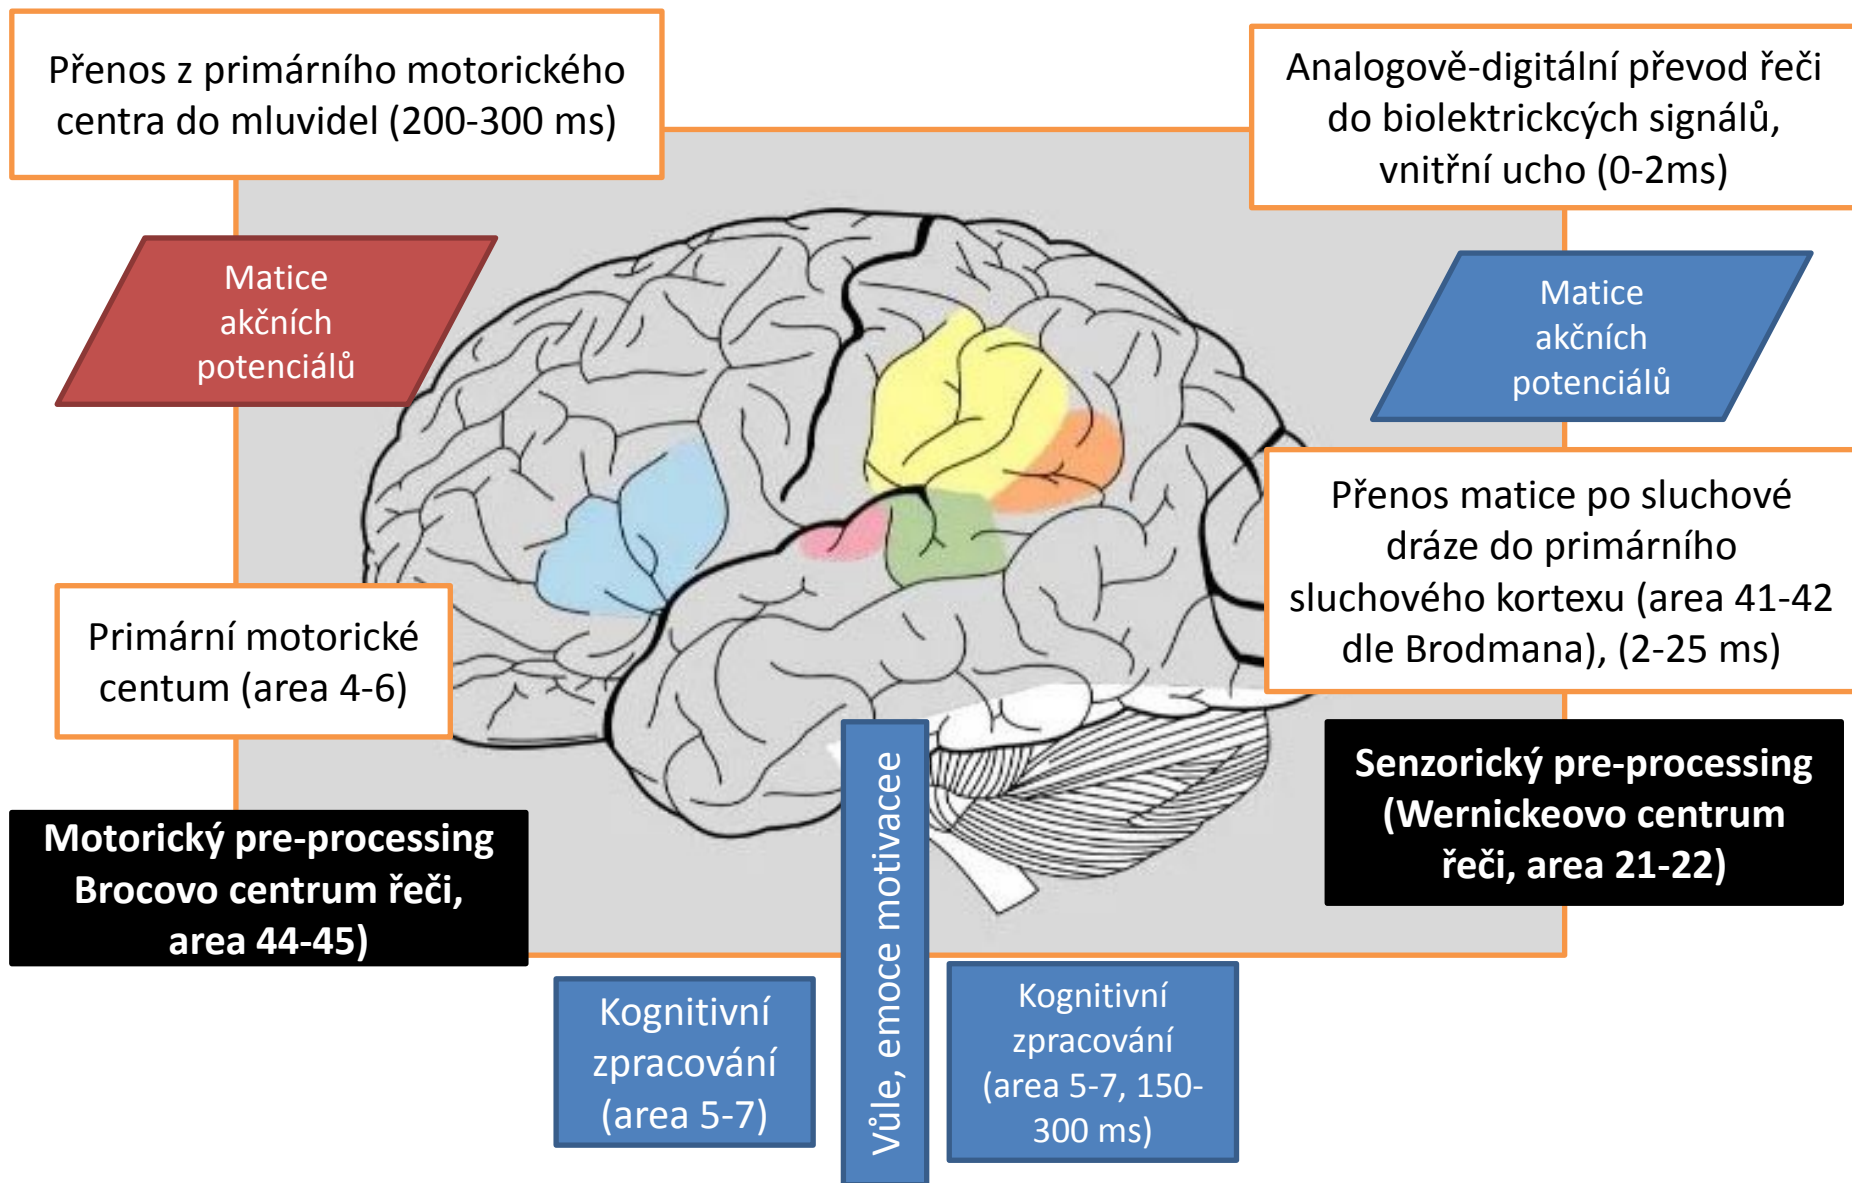 Přenos z primárního motorického
centra do mluvidel (200-300 ms)
Analogově-digitální převod řeči
do biolektrickcých signálů,
vnitřní ucho (0-2ms)
Matice
akčních
potenciálů
Matice
akčních
potenciálů
Přenos matice po sluchové
dráze do primárního
sluchového kortexu (area 41-42
dle Brodmana), (2-25 ms)
Primární motorické
centum (area 4-6)
Senzorický pre-processing
(Wernickeovo centrum
řeči, area 21-22)
Motorický pre-processing
Brocovo centrum řeči,
area 44-45)
Vůle, emoce motivacee
Kognitivní
zpracování
(area 5-7)
Kognitivní
zpracování
(area 5-7, 150-
300 ms)